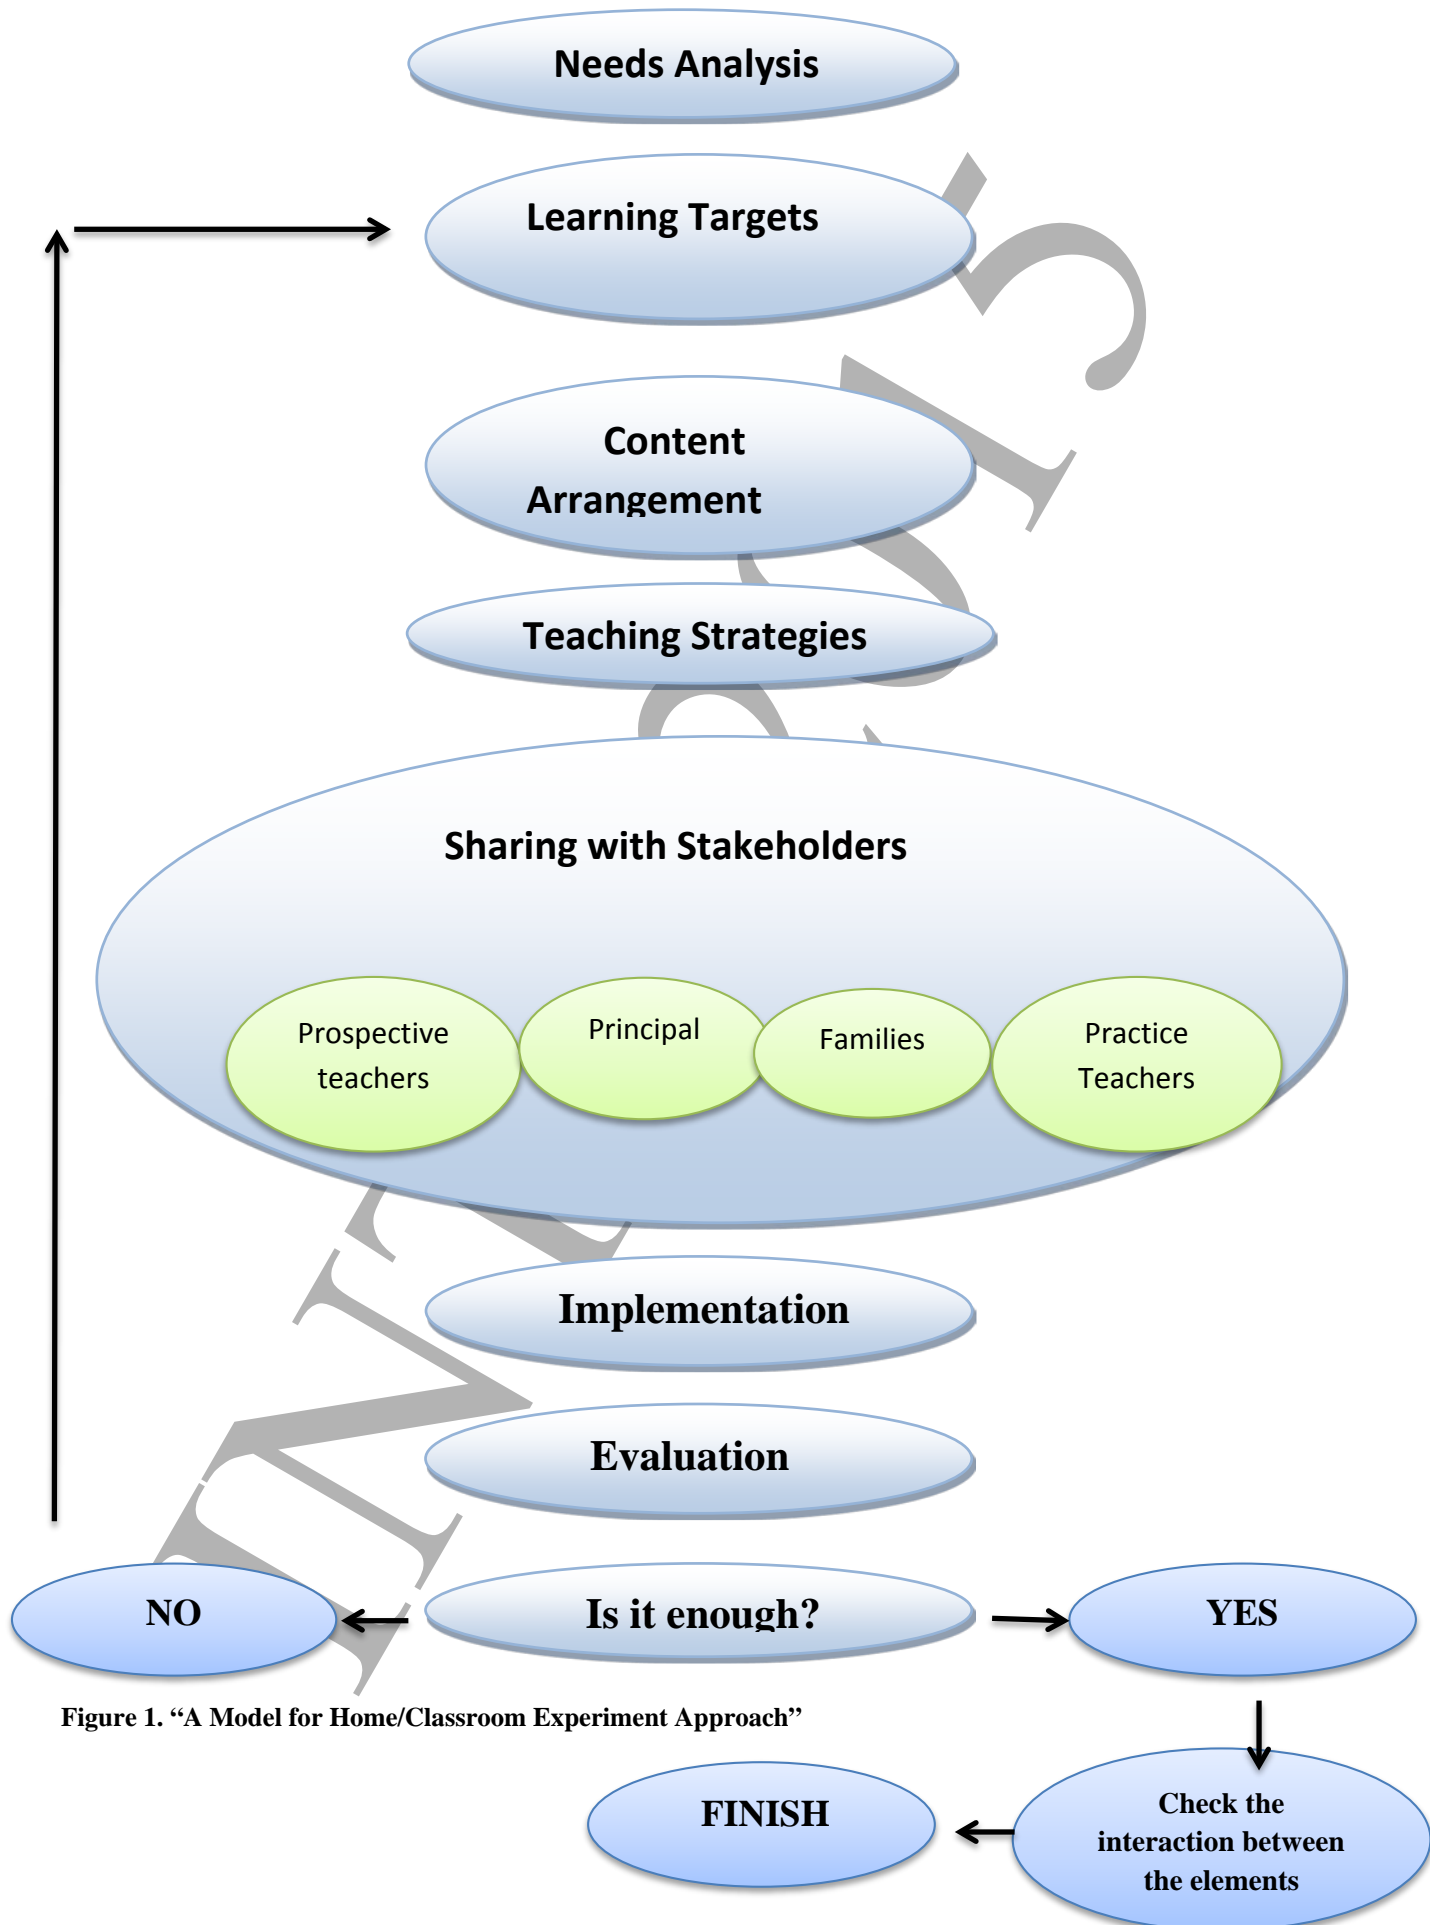 Needs Analysis
Learning Targets
Content
Arrangement
Teaching Strategies
Sharing with Stakeholders
Prospective
teachers
Principal
Families
Practice
Teachers
Implementation
Evaluation
NO
Is it enough?
YES
Figure 1. “A Model for Home/Classroom Experiment Approach”
FINISH
Check the
interaction between
the elements